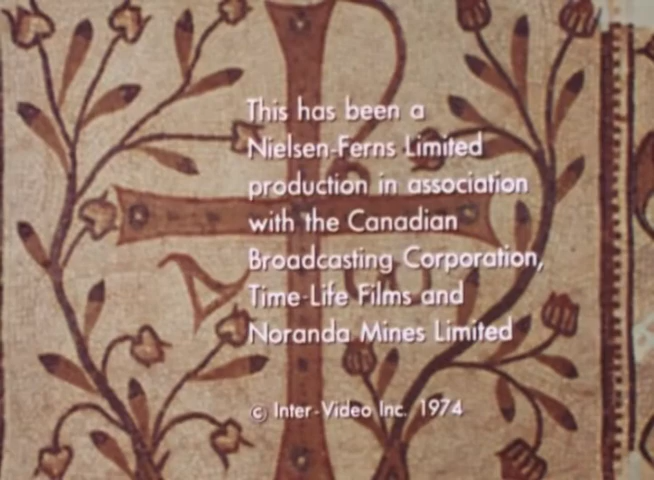 This has been a
Nielsen-Ferns Limited
production in association
with the Canadian
Broadcasting Corporation,
Time-Life Films and
Noranda Mines Limited
© Inter-Video Inc. 1974